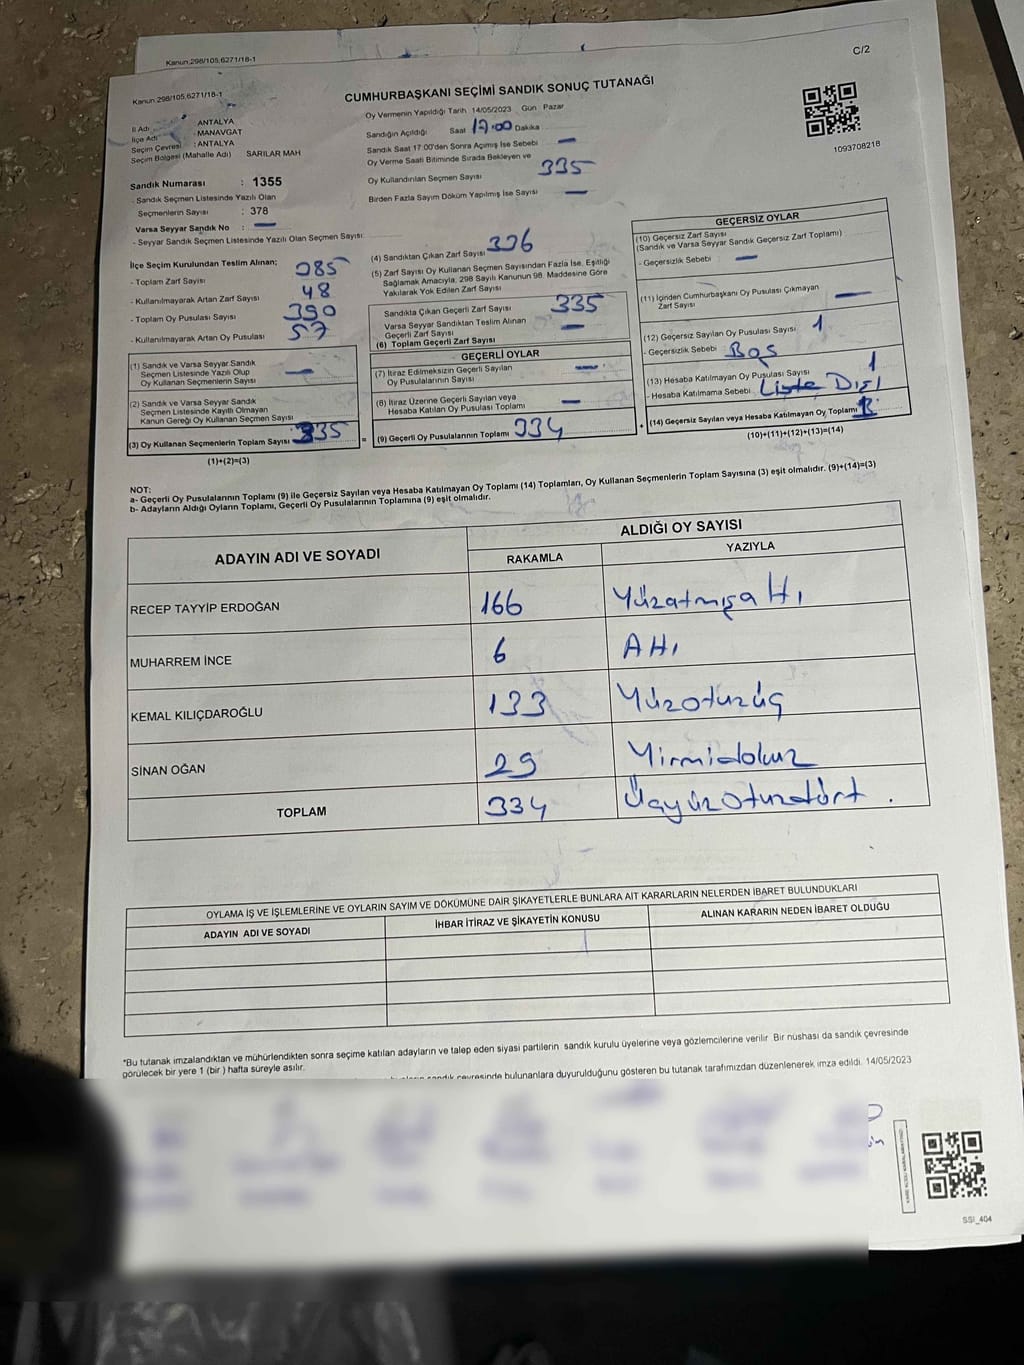 Kanun.298/105,6271/18-1
C/2
Kanun.298/105,6271/18-1
CUMHURBAŞKANI SEÇİMİ SANDIK SONUÇ TUTANAĞI
İl Adı : ANTALYA
İlçe Adı : MANAVGAT
Seçim Çevresi : ANTALYA
Seçim Bölgesi (Mahalle Adı) SARILAR MAH
Sandık Numarası : 1355
- Sandık Seçmen Listesinde Yazılı Olan
Seçmenlerin Sayısı : 378
Varsa Seyyar Sandık No : —
- Seyyar Sandık Seçmen Listesinde Yazılı Olan Seçmen Sayısı:
Oy Vermenin Yapıldığı Tarih 14/05/2023 Gün Pazar
Sandığın Açıldığı Saat 17:00 Dakika
Sandık Saat 17:00'den Sonra Açımış İse Sebebi —
Oy Verme Saati Bitiminde Sırada Bekleyen ve
Oy Kullandırılan Seçmen Sayısı 335
Birden Fazla Sayım Döküm Yapılmış İse Sayısı —
1093708218
İlçe Seçim Kurulundan Teslim Alınan;
- Toplam Zarf Sayısı 385
- Kullanılmayarak Artan Zarf Sayısı 48
- Toplam Oy Pusulası Sayısı 390
- Kullanılmayarak Artan Oy Pusulası 57
(1) Sandık ve Varsa Seyyar Sandık
Seçmen Listesinde Yazılı Olup
Oy Kullanan Seçmenlerin Sayısı —
(2) Sandık ve Varsa Seyyar Sandık
Seçmen Listesinde Kayıtlı Olmayan
Kanun Gereği Oy Kullanan Seçmen Sayısı
(3) Oy Kullanan Seçmenlerin Toplam Sayısı 335
(1)+(2)=(3)
(4) Sandıktan Çıkan Zarf Sayısı 336
(5) Zarf Sayısı Oy Kullanan Seçmen Sayısından Fazla İse, Eşitliği
Sağlamak Amacıyla, 298 Sayılı Kanunun 98. Maddesine Göre
Yakılarak Yok Edilen Zarf Sayısı
Sandıkta Çıkan Geçerli Zarf Sayısı 335
Varsa Seyyar Sandıktan Teslim Alınan
Geçerli Zarf Sayısı —
(6) Toplam Geçerli Zarf Sayısı
GEÇERLİ OYLAR
(7) İtiraz Edilmeksizin Geçerli Sayılan
Oy Pusulalarının Sayısı —
(8) İtiraz Üzerine Geçerli Sayılan veya
Hesaba Katılan Oy Pusulası Toplamı —
= (9) Geçerli Oy Pusulalarının Toplamı 334
GEÇERSİZ OYLAR
(10) Geçersiz Zarf Sayısı
(Sandık ve Varsa Seyyar Sandık Geçersiz Zarf Toplamı)
- Geçersizlik Sebebi —
(11) İçinden Cumhurbaşkanı Oy Pusulası Çıkmayan
Zarf Sayısı —
(12) Geçersiz Sayılan Oy Pusulası Sayısı 1
- Geçersizlik Sebebi Boş
(13) Hesaba Katılmayan Oy Pusulası Sayısı 1
- Hesaba Katılmama Sebebi Liste Dışı
+ (14) Geçersiz Sayılan veya Hesaba Katılmayan Oy Toplamı
(10)+(11)+(12)+(13)=(14)
NOT:
a- Geçerli Oy Pusulalarının Toplamı (9) ile Geçersiz Sayılan veya Hesaba Katılmayan Oy Toplamı (14) Toplamları, Oy Kullanan Seçmenlerin Toplam Sayısına (3) eşit olmalıdır. (9)+(14)=(3)
b- Adayların Aldığı Oyların Toplamı, Geçerli Oy Pusulalarının Toplamına (9) eşit olmalıdır.
ADAYIN ADI VE SOYADI
ALDIĞI OY SAYISI
RAKAMLA YAZIYLA
RECEP TAYYİP ERDOĞAN 166 Yüzatmışaltı
MUHARREM İNCE 6 Altı
KEMAL KILIÇDAROĞLU 133 Yüzotuzüç
SİNAN OĞAN 29 Yirmidokuz
TOPLAM 334 Üçyüzotuzdört .
OYLAMA İŞ VE İŞLEMLERİNE VE OYLARIN SAYIM VE DÖKÜMÜNE DAİR ŞİKAYETLERLE BUNLARA AİT KARARLARIN NELERDEN İBARET BULUNDUKLARI
ADAYIN ADI VE SOYADI İHBAR İTİRAZ VE ŞİKAYETİN KONUSU ALINAN KARARIN NEDEN İBARET OLDUĞU
*Bu tutanak imzalandıktan ve mühürlendikten sonra seçime katılan adayların ve talep eden siyasi partilerin sandık kurulu üyelerine veya gözlemcilerine verilir. Bir nüshası da sandık çevresinde
görülecek bir yere 1 (bir) hafta süreyle asılır.
sandık çevresinde bulunanlara duyurulduğunu gösteren bu tutanak tarafımızdan düzenlenerek imza edildi. 14/05/2023
SSI_404